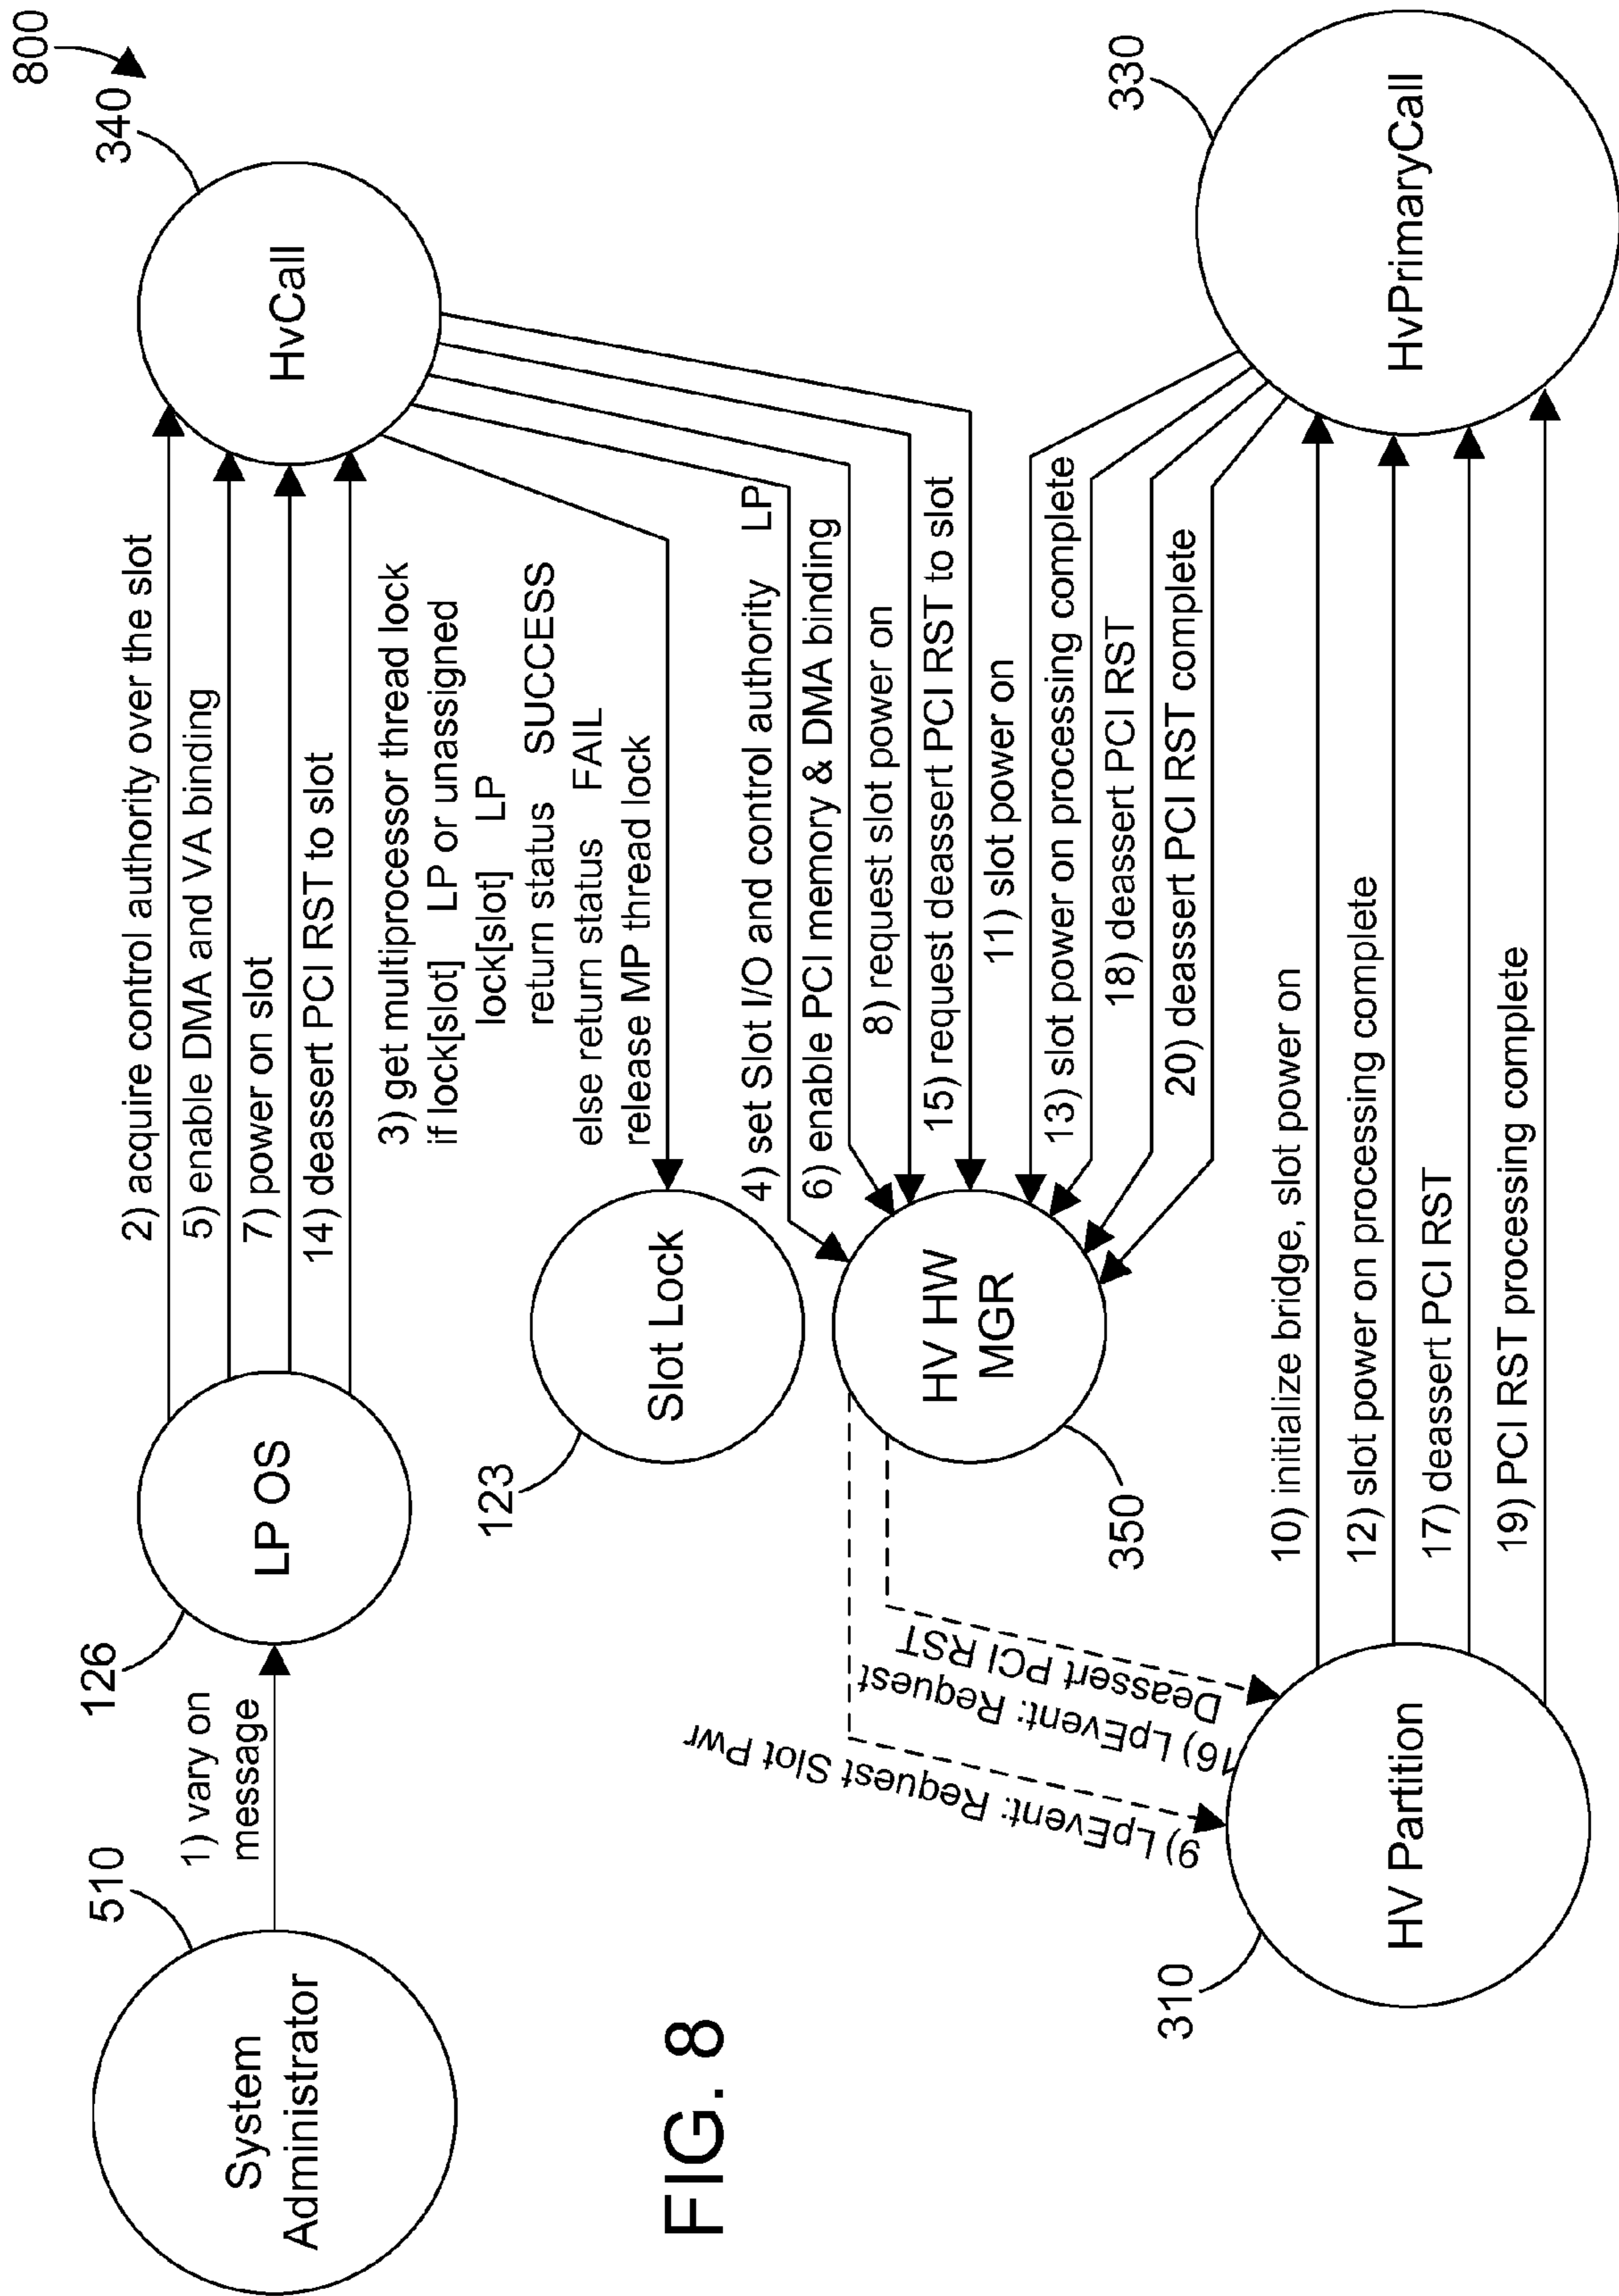 800
510
System
Administrator
1) vary on
message
126
LP OS
2) acquire control authority over the slot
5) enable DMA and VA binding
7) power on slot
14) deassert PCI RST to slot
340
HvCall
3) get multiprocessor thread lock
if lock[slot] LP or unassigned
lock[slot] LP
return status SUCCESS
else return status FAIL
release MP thread lock
123
Slot Lock
4) set Slot I/O and control authority LP
6) enable PCI memory & DMA binding
8) request slot power on
15) request deassert PCI RST to slot
350
HV HW
MGR
11) slot power on
13) slot power on processing complete
18) deassert PCI RST
20) deassert PCI RST complete
9) LpEvent: Request Slot Pwr
16) LpEvent: Request
Deassert PCI RST
310
HV Partition
10) initialize bridge, slot power on
12) slot power on processing complete
17) deassert PCI RST
19) PCI RST processing complete
330
HvPrimaryCall
FIG. 8